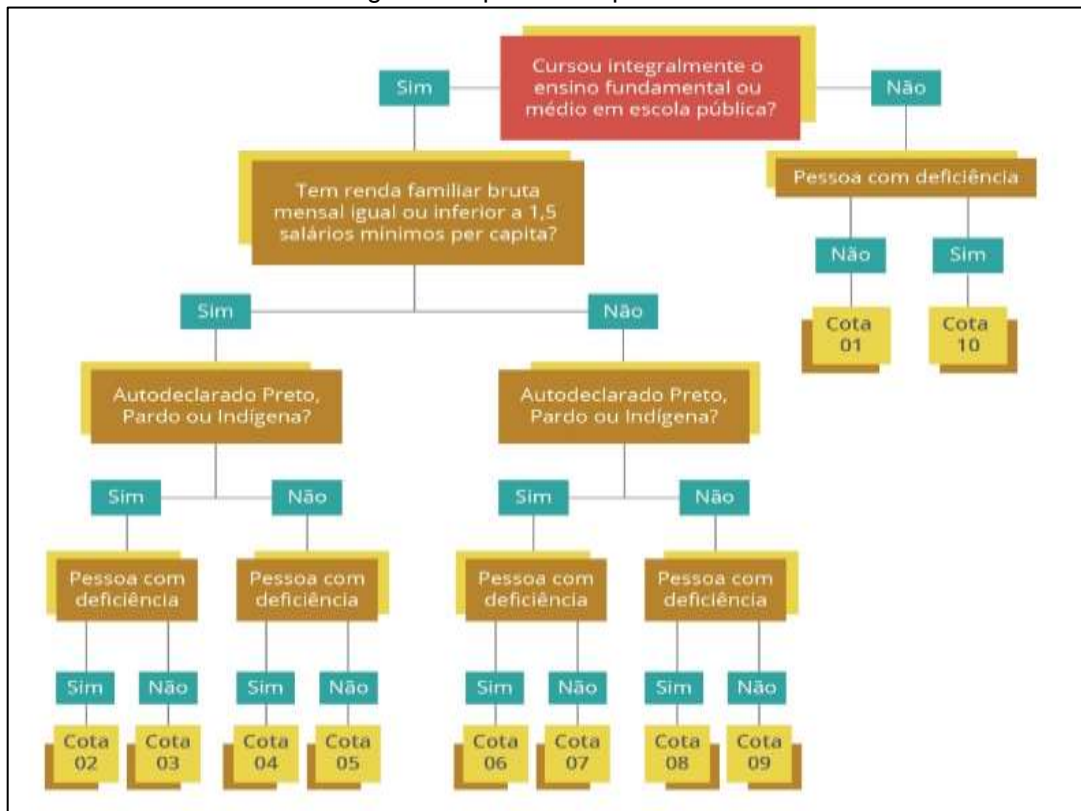 Cursou integralmente o
ensino fundamental ou
médio em escola pública?
Sim
Não
Tem renda familiar bruta
mensal igual ou inferior a 1,5
salários mínimos per capita?
Pessoa com deficiência
Não
Sim
Cota
01
Cota
10
Sim
Não
Autodeclarado Preto,
Pardo ou Indígena?
Autodeclarado Preto,
Pardo ou Indígena?
Sim
Não
Sim
Não
Pessoa com
deficiência
Pessoa com
deficiência
Pessoa com
deficiência
Pessoa com
deficiência
Sim
Não
Sim
Não
Sim
Não
Sim
Não
Cota
02
Cota
03
Cota
04
Cota
05
Cota
06
Cota
07
Cota
08
Cota
09